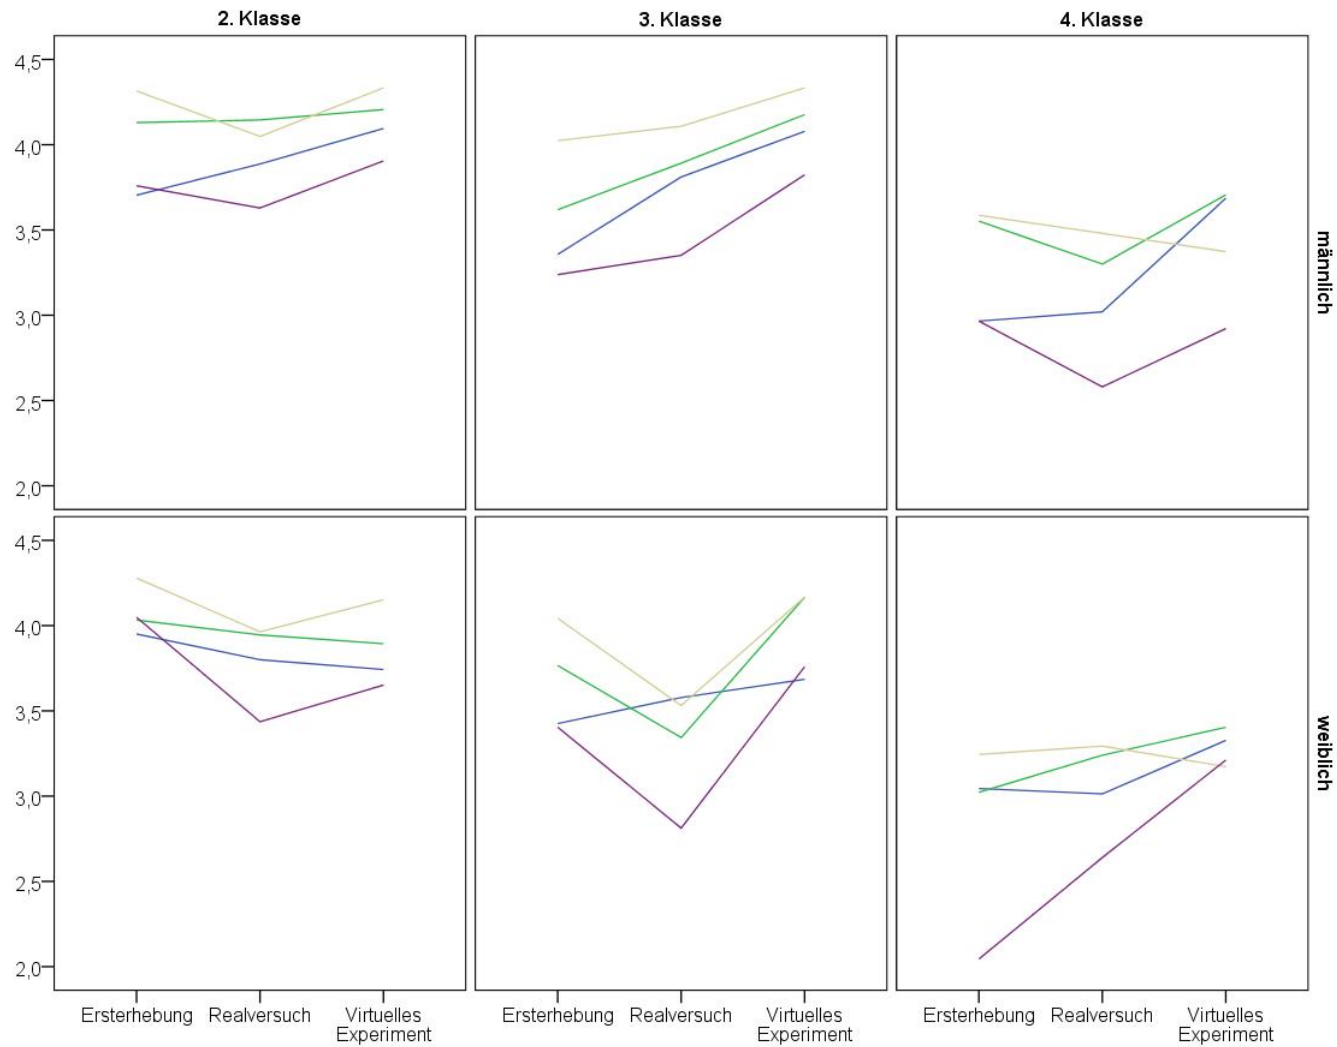 2. Klasse
3. Klasse
4. Klasse
4,5
4,0
3,5
3,0
2,5
2,0
männlich
4,5
4,0
3,5
3,0
2,5
2,0
weiblich
Ersterhebung
Realversuch
Virtuelles
Experiment
Ersterhebung
Realversuch
Virtuelles
Experiment
Ersterhebung
Realversuch
Virtuelles
Experiment